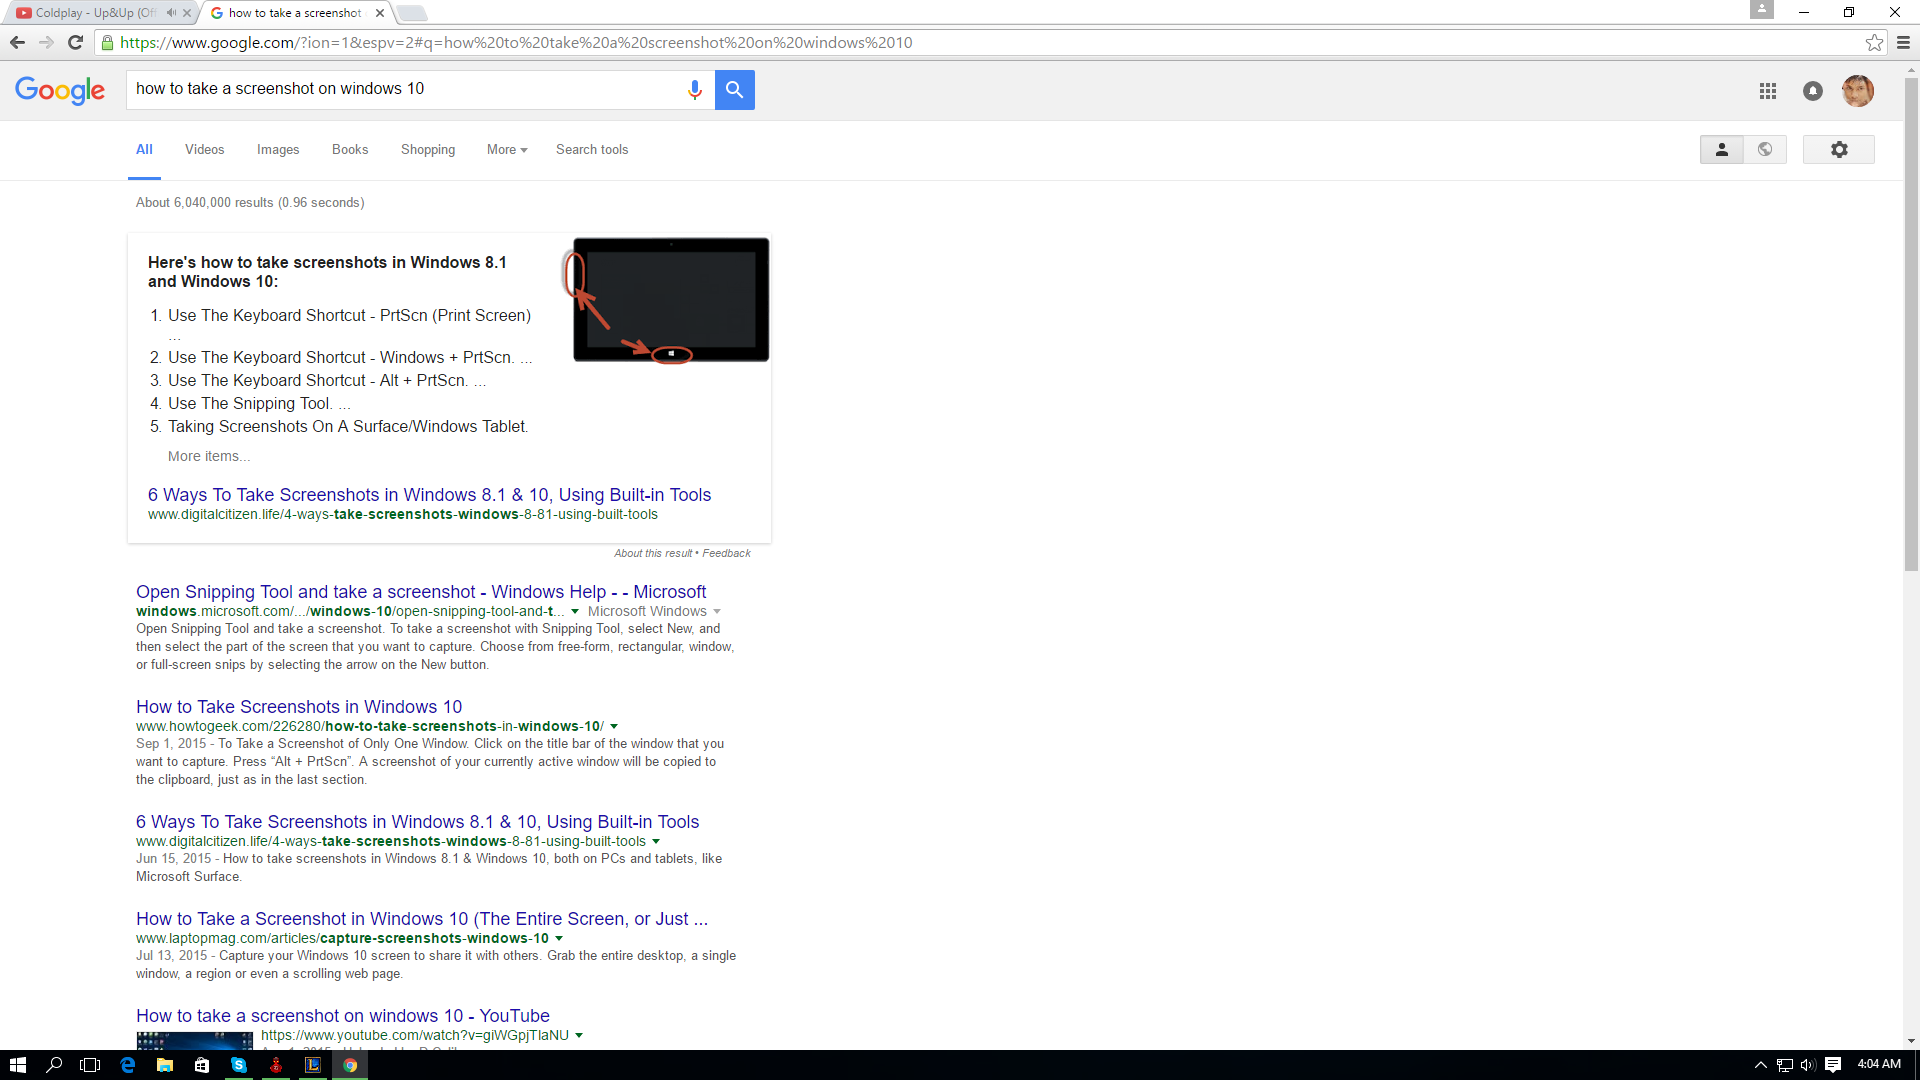 Coldplay - Up&Up (Off
how to take a screenshot
https://www.google.com/?ion=1&espv=2#q=how%20to%20take%20a%20screenshot%20on%20windows%2010
Google
how to take a screenshot on windows 10
All Videos Images Books Shopping More Search tools
About 6,040,000 results (0.96 seconds)
Here's how to take screenshots in Windows 8.1
and Windows 10:
1. Use The Keyboard Shortcut - PrtScn (Print Screen)
...
2. Use The Keyboard Shortcut - Windows + PrtScn. ...
3. Use The Keyboard Shortcut - Alt + PrtScn. ...
4. Use The Snipping Tool. ...
5. Taking Screenshots On A Surface/Windows Tablet.
More items...
6 Ways To Take Screenshots in Windows 8.1 & 10, Using Built-in Tools
www.digitalcitizen.life/4-ways-take-screenshots-windows-8-81-using-built-tools
About this result • Feedback
Open Snipping Tool and take a screenshot - Windows Help - - Microsoft
windows.microsoft.com/.../windows-10/open-snipping-tool-and-t... Microsoft Windows
Open Snipping Tool and take a screenshot. To take a screenshot with Snipping Tool, select New, and
then select the part of the screen that you want to capture. Choose from free-form, rectangular, window,
or full-screen snips by selecting the arrow on the New button.
How to Take Screenshots in Windows 10
www.howtogeek.com/226280/how-to-take-screenshots-in-windows-10/
Sep 1, 2015 - To Take a Screenshot of Only One Window. Click on the title bar of the window that you
want to capture. Press “Alt + PrtScn”. A screenshot of your currently active window will be copied to
the clipboard, just as in the last section.
6 Ways To Take Screenshots in Windows 8.1 & 10, Using Built-in Tools
www.digitalcitizen.life/4-ways-take-screenshots-windows-8-81-using-built-tools
Jun 15, 2015 - How to take screenshots in Windows 8.1 & Windows 10, both on PCs and tablets, like
Microsoft Surface.
How to Take a Screenshot in Windows 10 (The Entire Screen, or Just ...
www.laptopmag.com/articles/capture-screenshots-windows-10
Jul 13, 2015 - Capture your Windows 10 screen to share it with others. Grab the entire desktop, a single
window, a region or even a scrolling web page.
How to take a screenshot on windows 10 - YouTube
https://www.youtube.com/watch?v=giWGpjTlaNU
4:04 AM